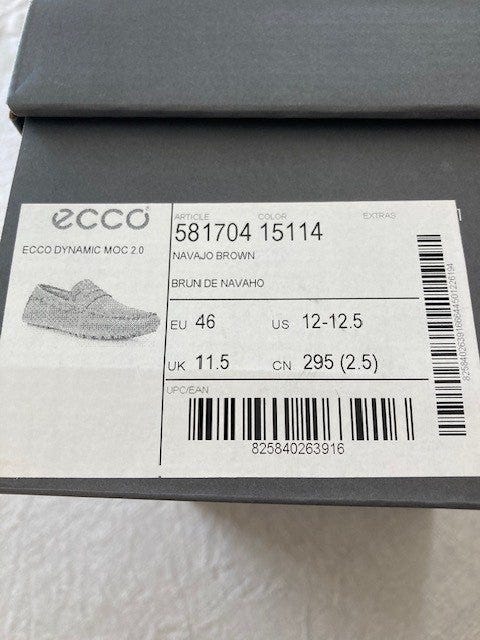 ecco
ECCO DYNAMIC MOC 2.0
ARTICLE COLOR EXTRAS
581704 15114
NAVAJO BROWN
BRUN DE NAVAHO
EU 46 US 12-12.5
UK 11.5 CN 295 (2.5)
UPC/EAN
825840263916